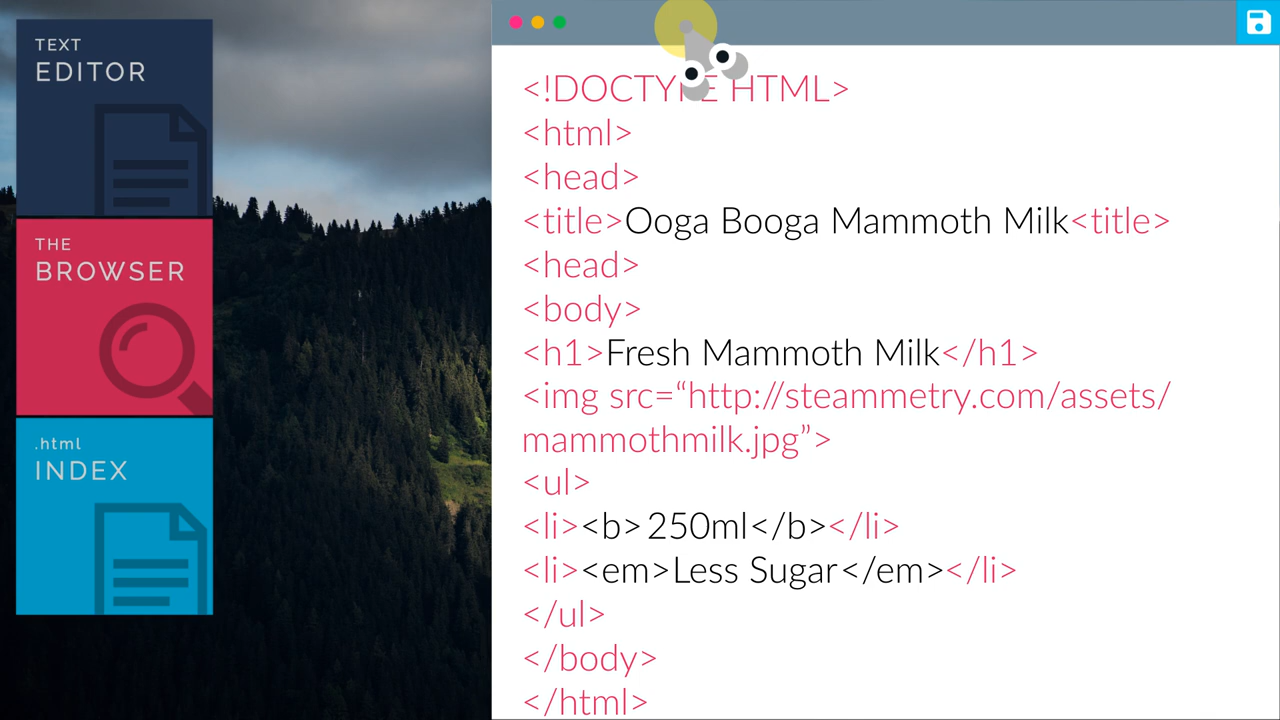 TEXT
EDITOR
THE
BROWSER
.html
INDEX
<!DOCTYPE HTML>
<html>
<head>
<title>Ooga Booga Mammoth Milk<title>
<head>
<body>
<h1>Fresh Mammoth Milk</h1>
<img src=“http://steammetry.com/assets/
mammothmilk.jpg”>
<ul>
<li><b> 250ml</b></li>
<li><em>Less Sugar</em></li>
</ul>
</body>
</html>